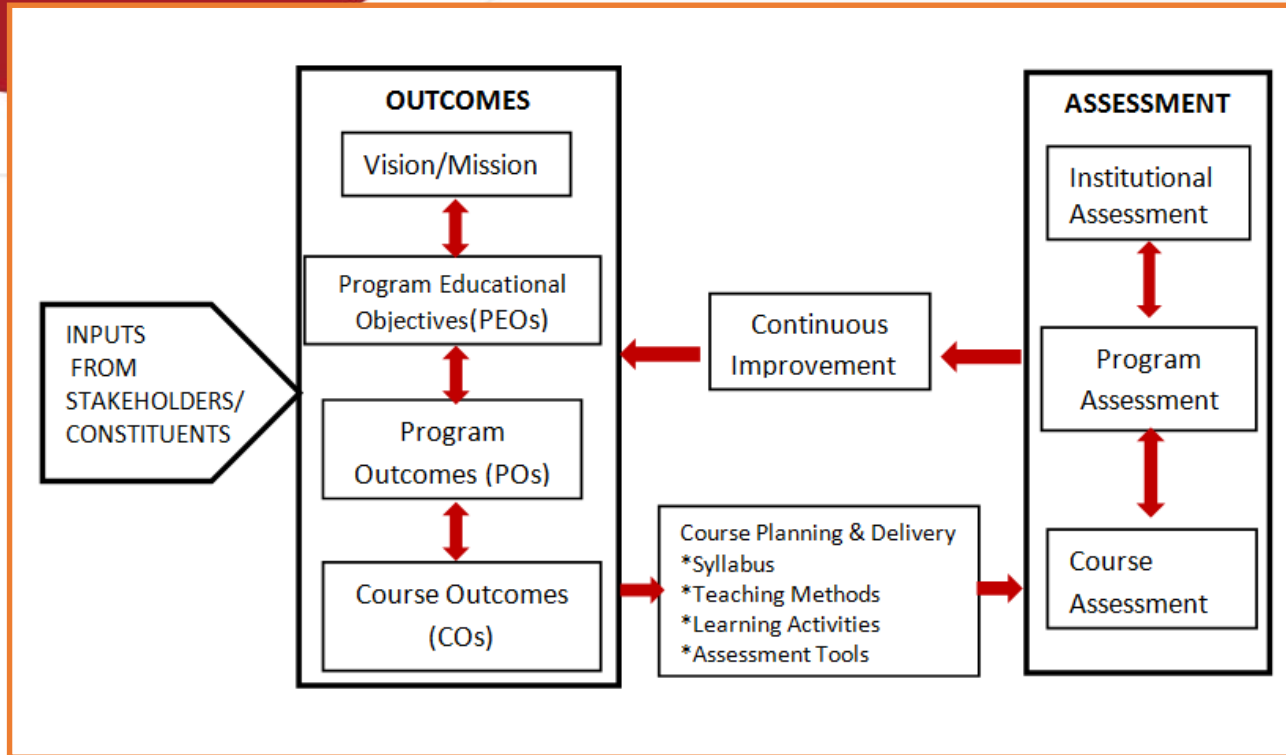 OUTCOMES
Vision/Mission
Program Educational
Objectives(PEOs)
Program
Outcomes (POs)
Course Outcomes
(COs)
INPUTS
FROM
STAKEHOLDERS/
CONSTITUENTS
Continuous
Improvement
Course Planning & Delivery
*Syllabus
*Teaching Methods
*Learning Activities
*Assessment Tools
ASSESSMENT
Institutional
Assessment
Program
Assessment
Course
Assessment